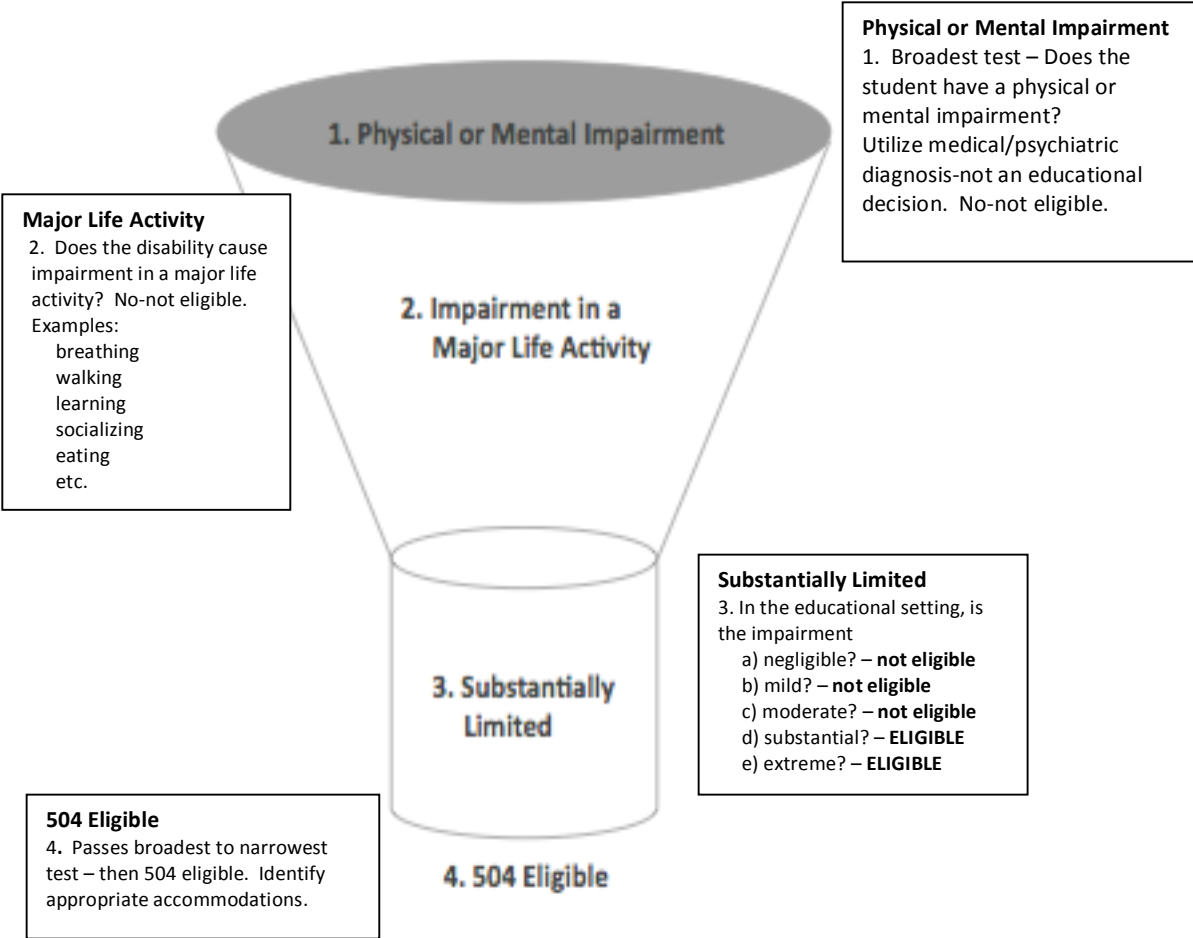 Physical or Mental Impairment
1. Broadest test – Does the
student have a physical or
mental impairment?
Utilize medical/psychiatric
diagnosis-not an educational
decision. No-not eligible.
1. Physical or Mental Impairment
Major Life Activity
2. Does the disability cause
impairment in a major life
activity? No-not eligible.
Examples:
breathing
walking
learning
socializing
eating
etc.
2. Impairment in a
Major Life Activity
Substantially Limited
3. In the educational setting, is
the impairment
a) negligible? – not eligible
b) mild? – not eligible
c) moderate? – not eligible
d) substantial? – ELIGIBLE
e) extreme? – ELIGIBLE
3. Substantially
Limited
504 Eligible
4. Passes broadest to narrowest
test – then 504 eligible. Identify
appropriate accommodations.
4. 504 Eligible